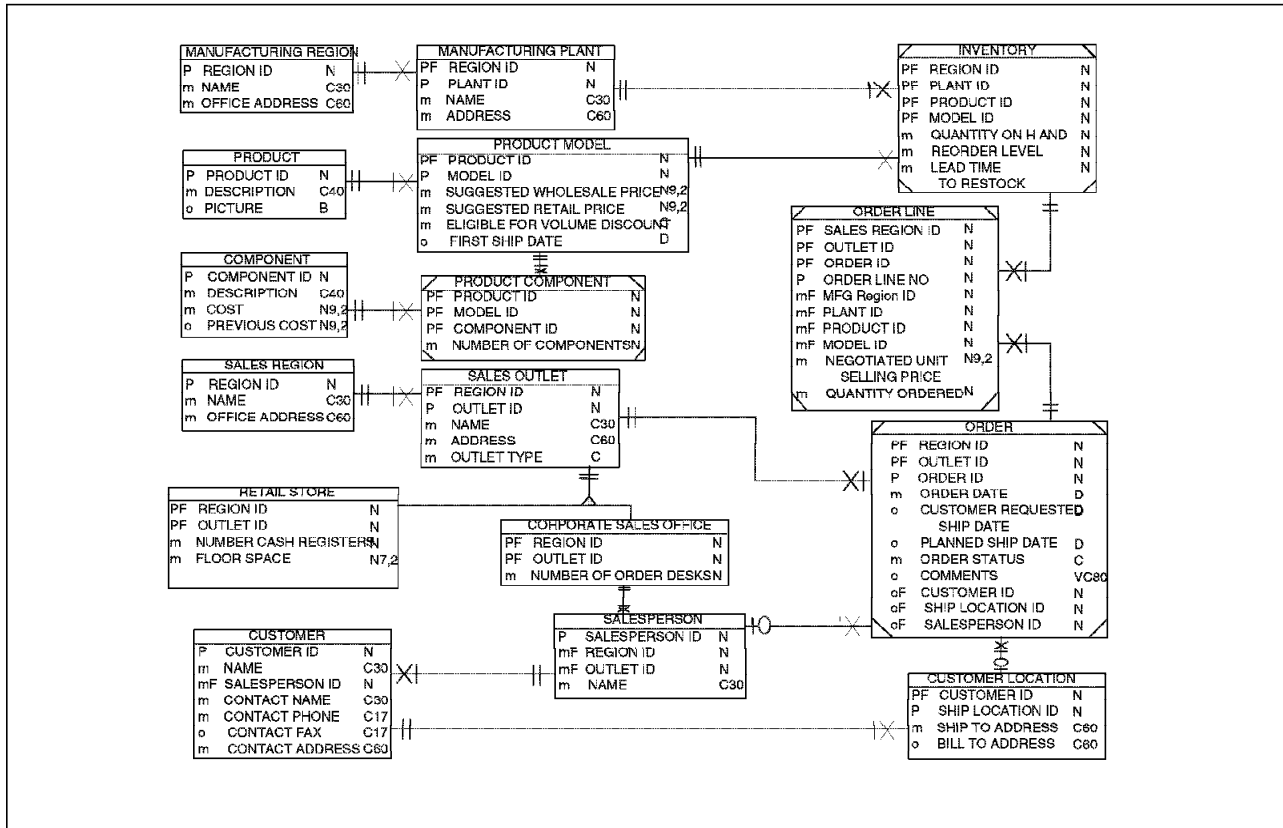 MANUFACTURING REGION
P REGION ID N
m NAME C30
m OFFICE ADDRESS C60
MANUFACTURING PLANT
PF REGION ID N
P PLANT ID N
m NAME C30
m ADDRESS C60
INVENTORY
PF REGION ID N
PF PLANT ID N
PF PRODUCT ID N
PF MODEL ID N
m QUANTITY ON H AND N
m REORDER LEVEL N
m LEAD TIME N
TO RESTOCK
PRODUCT
P PRODUCT ID N
m DESCRIPTION C40
o PICTURE B
PRODUCT MODEL
PF PRODUCT ID N
P MODEL ID N
m SUGGESTED WHOLESALE PRICE N9,2
m SUGGESTED RETAIL PRICE N9,2
m ELIGIBLE FOR VOLUME DISCOUNT C
o FIRST SHIP DATE D
ORDER LINE
PF SALES REGION ID N
PF OUTLET ID N
PF ORDER ID N
P ORDER LINE NO N
mF MFG Region ID N
mF PLANT ID N
mF PRODUCT ID N
mF MODEL ID N
m NEGOTIATED UNIT N9,2
SELLING PRICE
m QUANTITY ORDERED N
COMPONENT
P COMPONENT ID N
m DESCRIPTION C40
m COST N9,2
o PREVIOUS COST N9,2
PRODUCT COMPONENT
PF PRODUCT ID N
PF MODEL ID N
PF COMPONENT ID N
m NUMBER OF COMPONENTS N
SALES REGION
P REGION ID N
m NAME C30
m OFFICE ADDRESS C60
SALES OUTLET
PF REGION ID N
P OUTLET ID N
m NAME C30
m ADDRESS C60
m OUTLET TYPE C
ORDER
PF REGION ID N
PF OUTLET ID N
P ORDER ID N
m ORDER DATE D
o CUSTOMER REQUESTED D
SHIP DATE
o PLANNED SHIP DATE D
m ORDER STATUS C
o COMMENTS VC80
oF CUSTOMER ID N
oF SHIP LOCATION ID N
oF SALESPERSON ID N
RETAIL STORE
PF REGION ID N
PF OUTLET ID N
m NUMBER CASH REGISTERS N
m FLOOR SPACE N7,2
CORPORATE SALES OFFICE
PF REGION ID N
PF OUTLET ID N
m NUMBER OF ORDER DESKS N
SALESPERSON
P SALESPERSON ID N
mF REGION ID N
mF OUTLET ID N
m NAME C30
CUSTOMER
P CUSTOMER ID N
m NAME C30
mF SALESPERSON ID N
m CONTACT NAME C30
m CONTACT PHONE C17
o CONTACT FAX C17
m CONTACT ADDRESS C60
CUSTOMER LOCATION
PF CUSTOMER ID N
P SHIP LOCATION ID N
m SHIP TO ADDRESS C60
o BILL TO ADDRESS C60